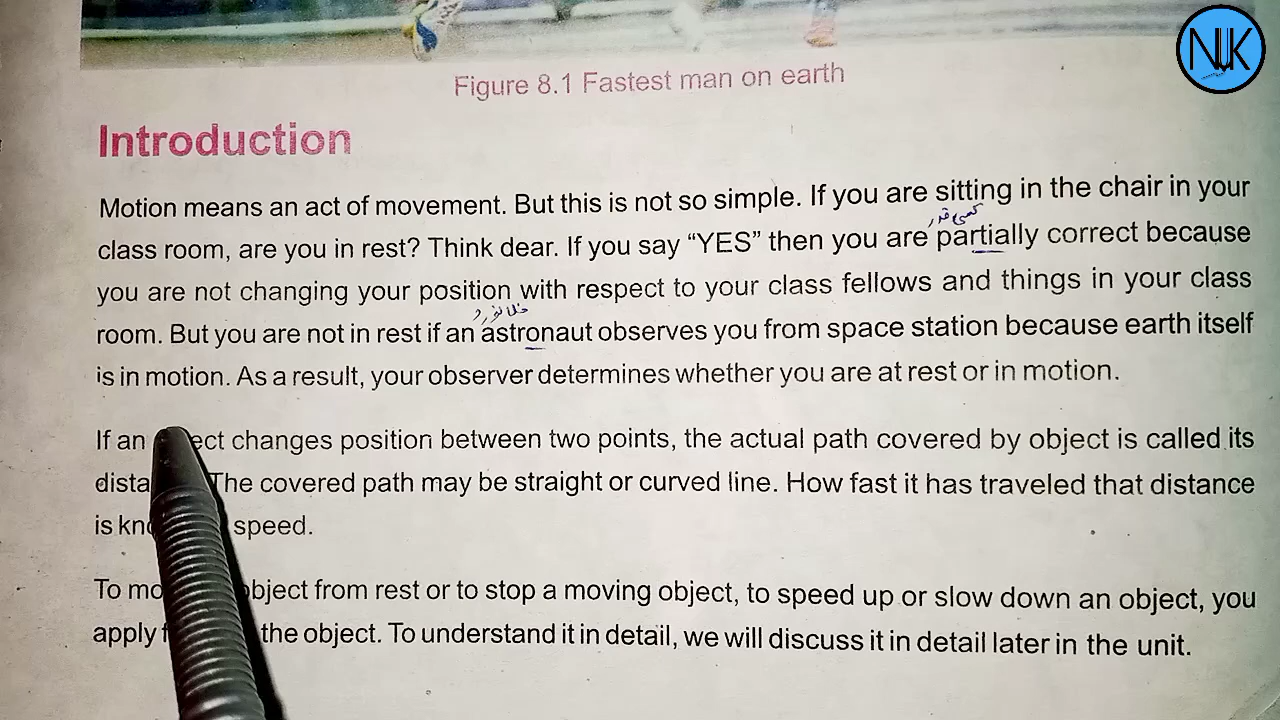 NJK
Figure 8.1 Fastest man on earth
Introduction
Motion means an act of movement. But this is not so simple. If you are sitting in the chair in your
کسی قدر
class room, are you in rest? Think dear. If you say “YES” then you are partially correct because
you are not changing your position with respect to your class fellows and things in your class
خلا نورد
room. But you are not in rest if an astronaut observes you from space station because earth itself
is in motion. As a result, your observer determines whether you are at rest or in motion.
If an ect changes position between two points, the actual path covered by object is called its
dista The covered path may be straight or curved line. How fast it has traveled that distance
is kno speed.
To mo bject from rest or to stop a moving object, to speed up or slow down an object, you
apply f the object. To understand it in detail, we will discuss it in detail later in the unit.